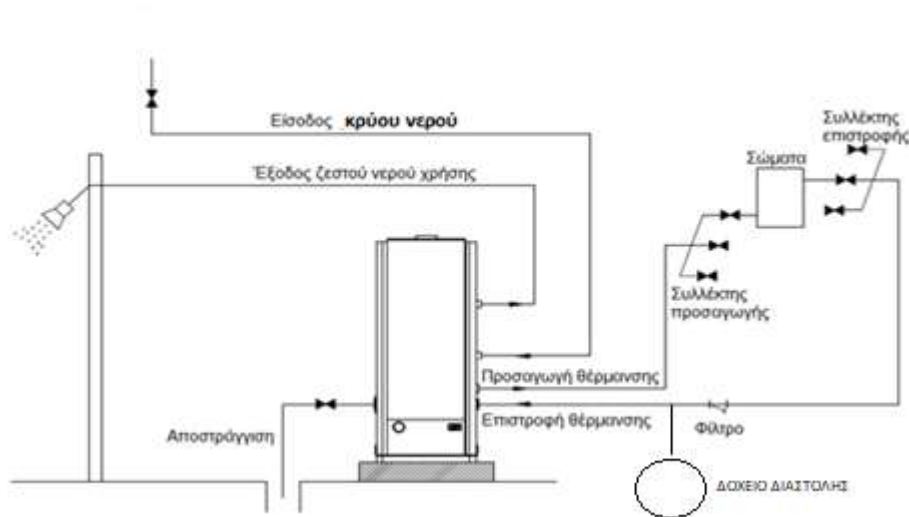 Είσοδος κρύου νερού
Έξοδος ζεστού νερού χρήσης
Συλλέκτης
επιστροφής
Σώματα
Συλλέκτης
προσαγωγής
Προσαγωγή θέρμανσης
Επιστροφή θέρμανσης
Φίλτρο
Αποστράγγιση
ΔΟΧΕΙΟ ΔΙΑΣΤΟΛΗΣ